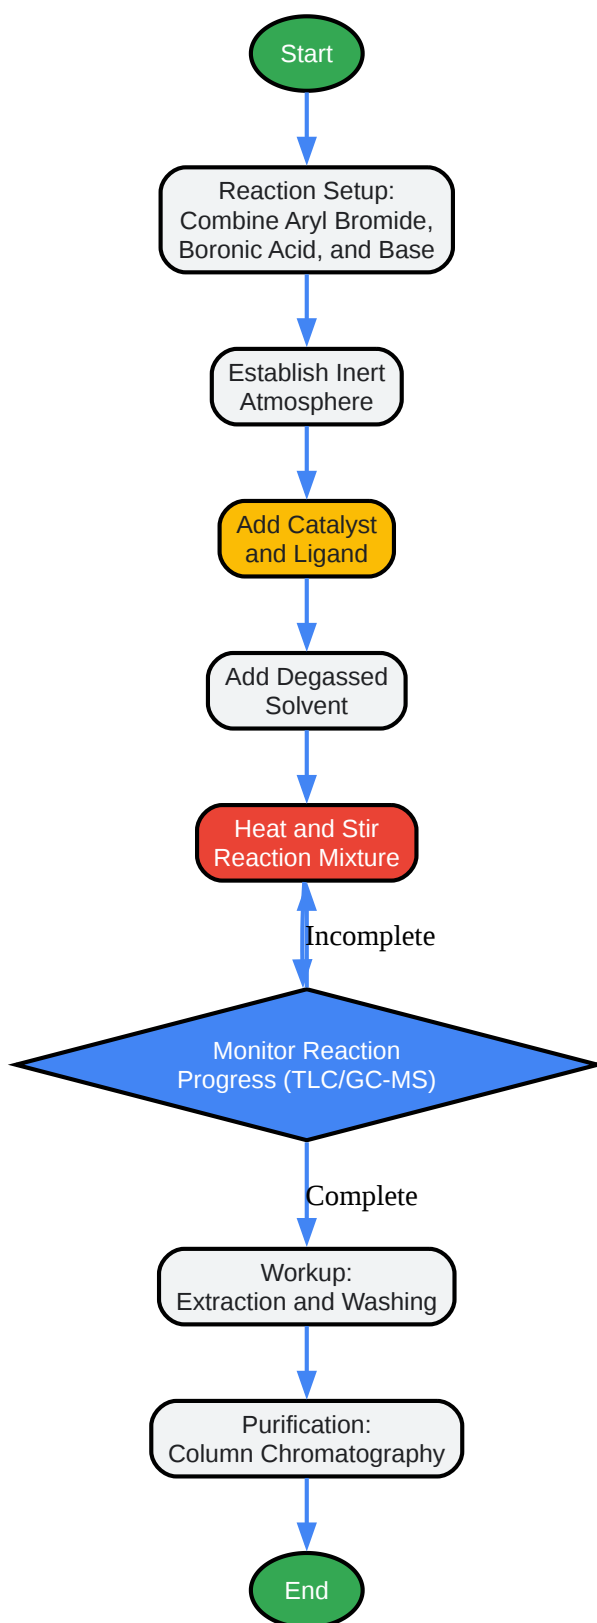 Start
Reaction Setup:
Combine Aryl Bromide,
Boronic Acid, and Base
Establish Inert
Atmosphere
Add Catalyst
and Ligand
Add Degassed
Solvent
Heat and Stir
Reaction Mixture
Incomplete
Monitor Reaction
Progress (TLC/GC-MS)
Complete
Workup:
Extraction and Washing
Purification:
Column Chromatography
End